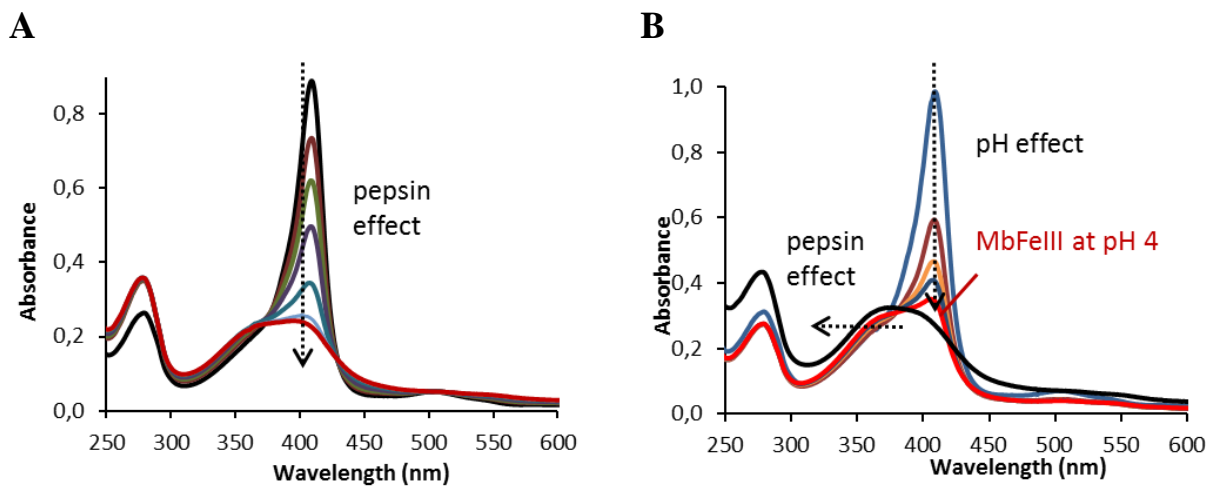 A
Absorbance
0,8
0,6
0,4
0,2
0,0
pepsin
effect
250 300 350 400 450 500 550 600
Wavelength (nm)
B
Absorbance
1,0
0,8
0,6
0,4
0,2
0,0
pH effect
pepsin
effect
MbFeIII at pH 4
250 300 350 400 450 500 550 600
Wavelength (nm)